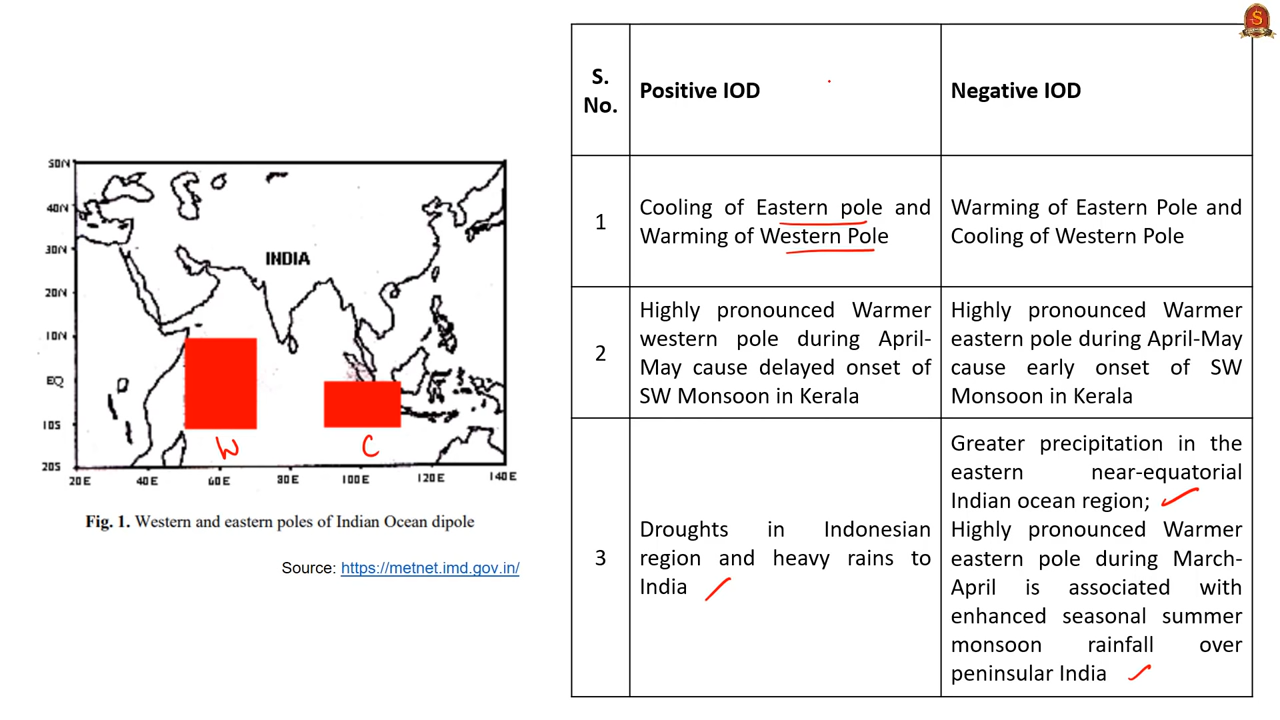 S
50N
40N
30N
20N
10N
EQ
10S
20S
20E
40E
60E
80E
100E
120E
140E
INDIA
W
C
Fig. 1. Western and eastern poles of Indian Ocean dipole
Source: https://metnet.imd.gov.in/
S.
No.
Positive IOD
Negative IOD
1
Cooling of Eastern pole and
Warming of Western Pole
Warming of Eastern Pole and
Cooling of Western Pole
2
Highly pronounced Warmer
western pole during April-
May cause delayed onset of
SW Monsoon in Kerala
Highly pronounced Warmer
eastern pole during April-May
cause early onset of SW
Monsoon in Kerala
3
Droughts in Indonesian
region and heavy rains to
India
Greater precipitation in the
eastern near-equatorial
Indian ocean region;
Highly pronounced Warmer
eastern pole during March-
April is associated with
enhanced seasonal summer
monsoon rainfall over
peninsular India